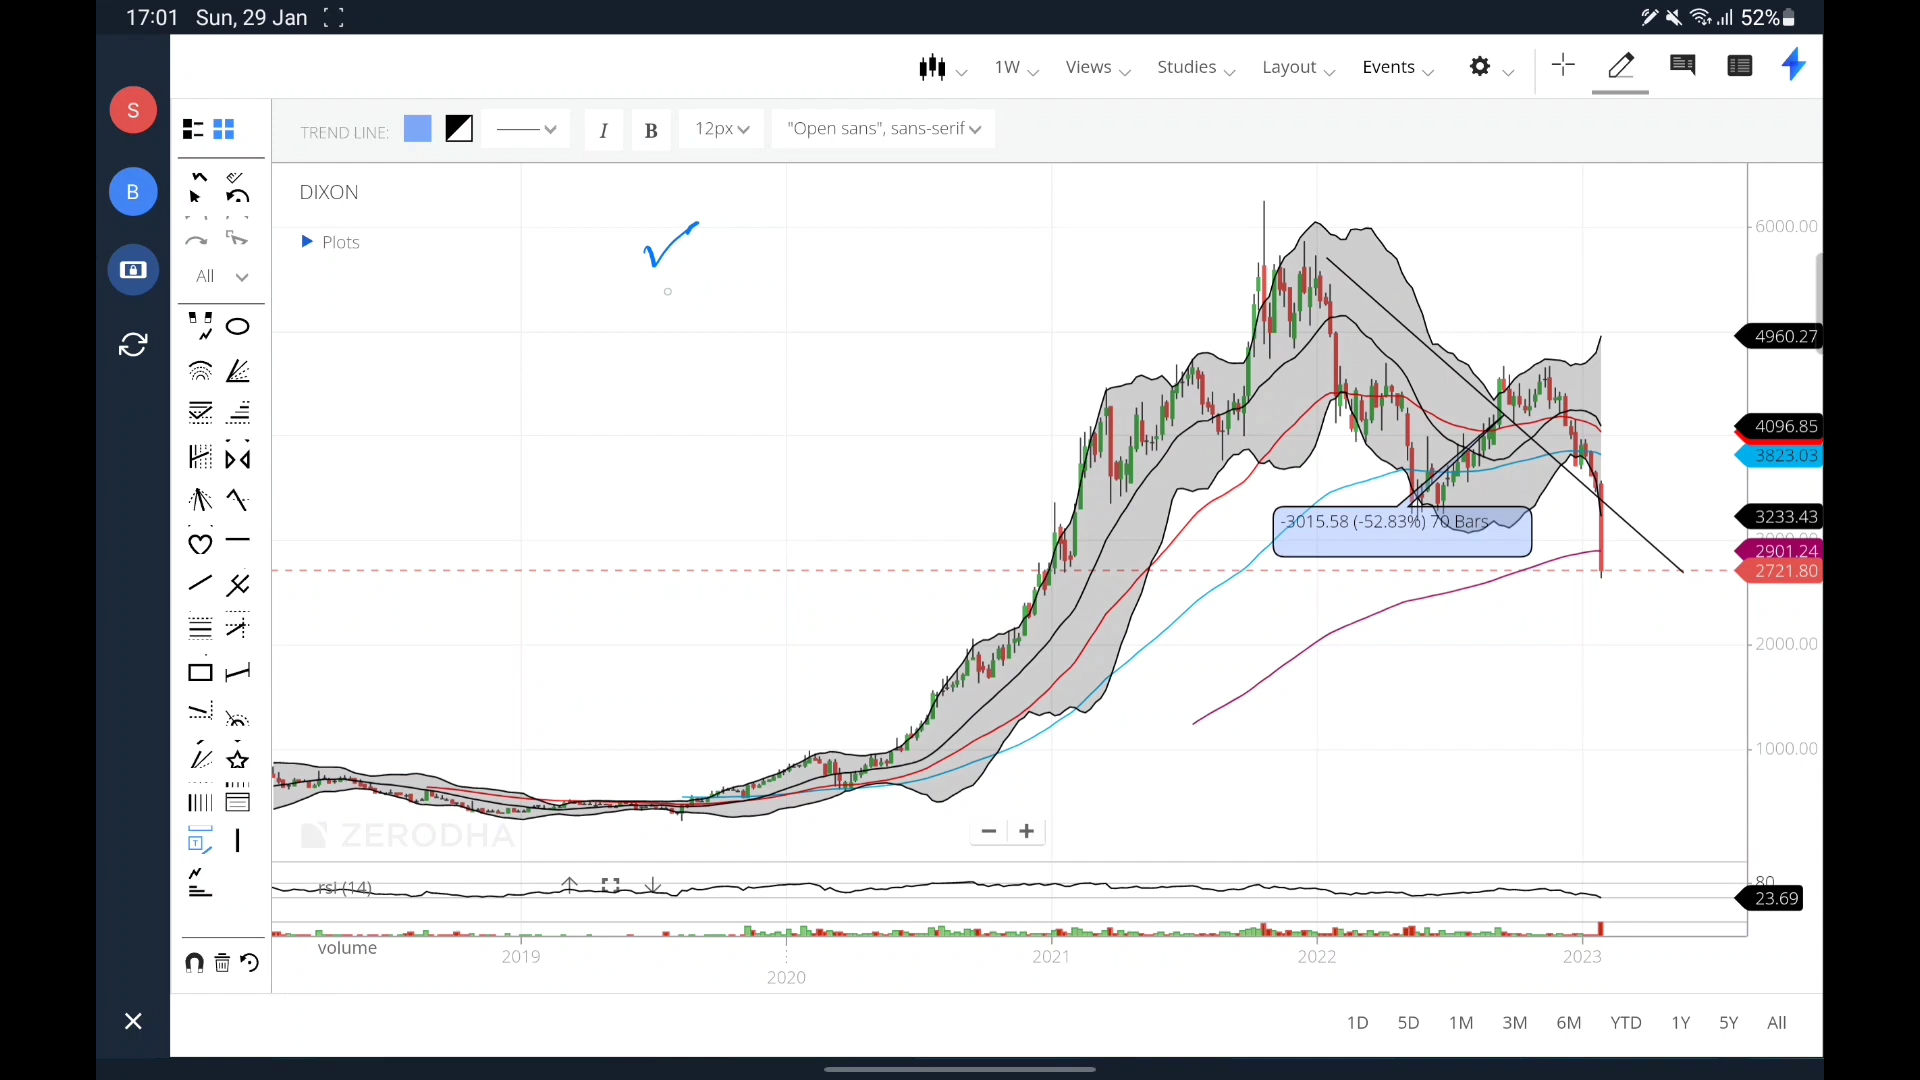 17:01 Sun, 29 Jan 52%
S
B
1W Views Studies Layout Events
TREND LINE: I B 12px "Open sans", sans-serif
All
DIXON
Plots
6000.00
4960.27
4096.85
3823.03
-3015.58 (-52.83%) 70 Bars
3233.43
2901.24
2721.80
2000.00
1000.00
ZERODHA
rsi (14)
80
23.69
volume
2019 2020 2021 2022 2023
1D 5D 1M 3M 6M YTD 1Y 5Y All